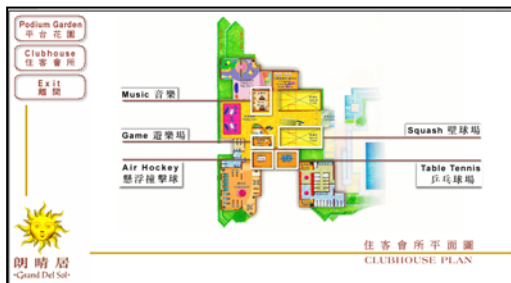 Podium Garden
平台花園
Clubhouse
住客會所
Exit
離開
Music 音樂
Game 遊樂場
Air Hockey
懸浮撞擊球
Squash 壁球場
Table Tennis
乒乓球場
朗晴居
·Grand Del Sol·
住客會所平面圖
CLUBHOUSE PLAN